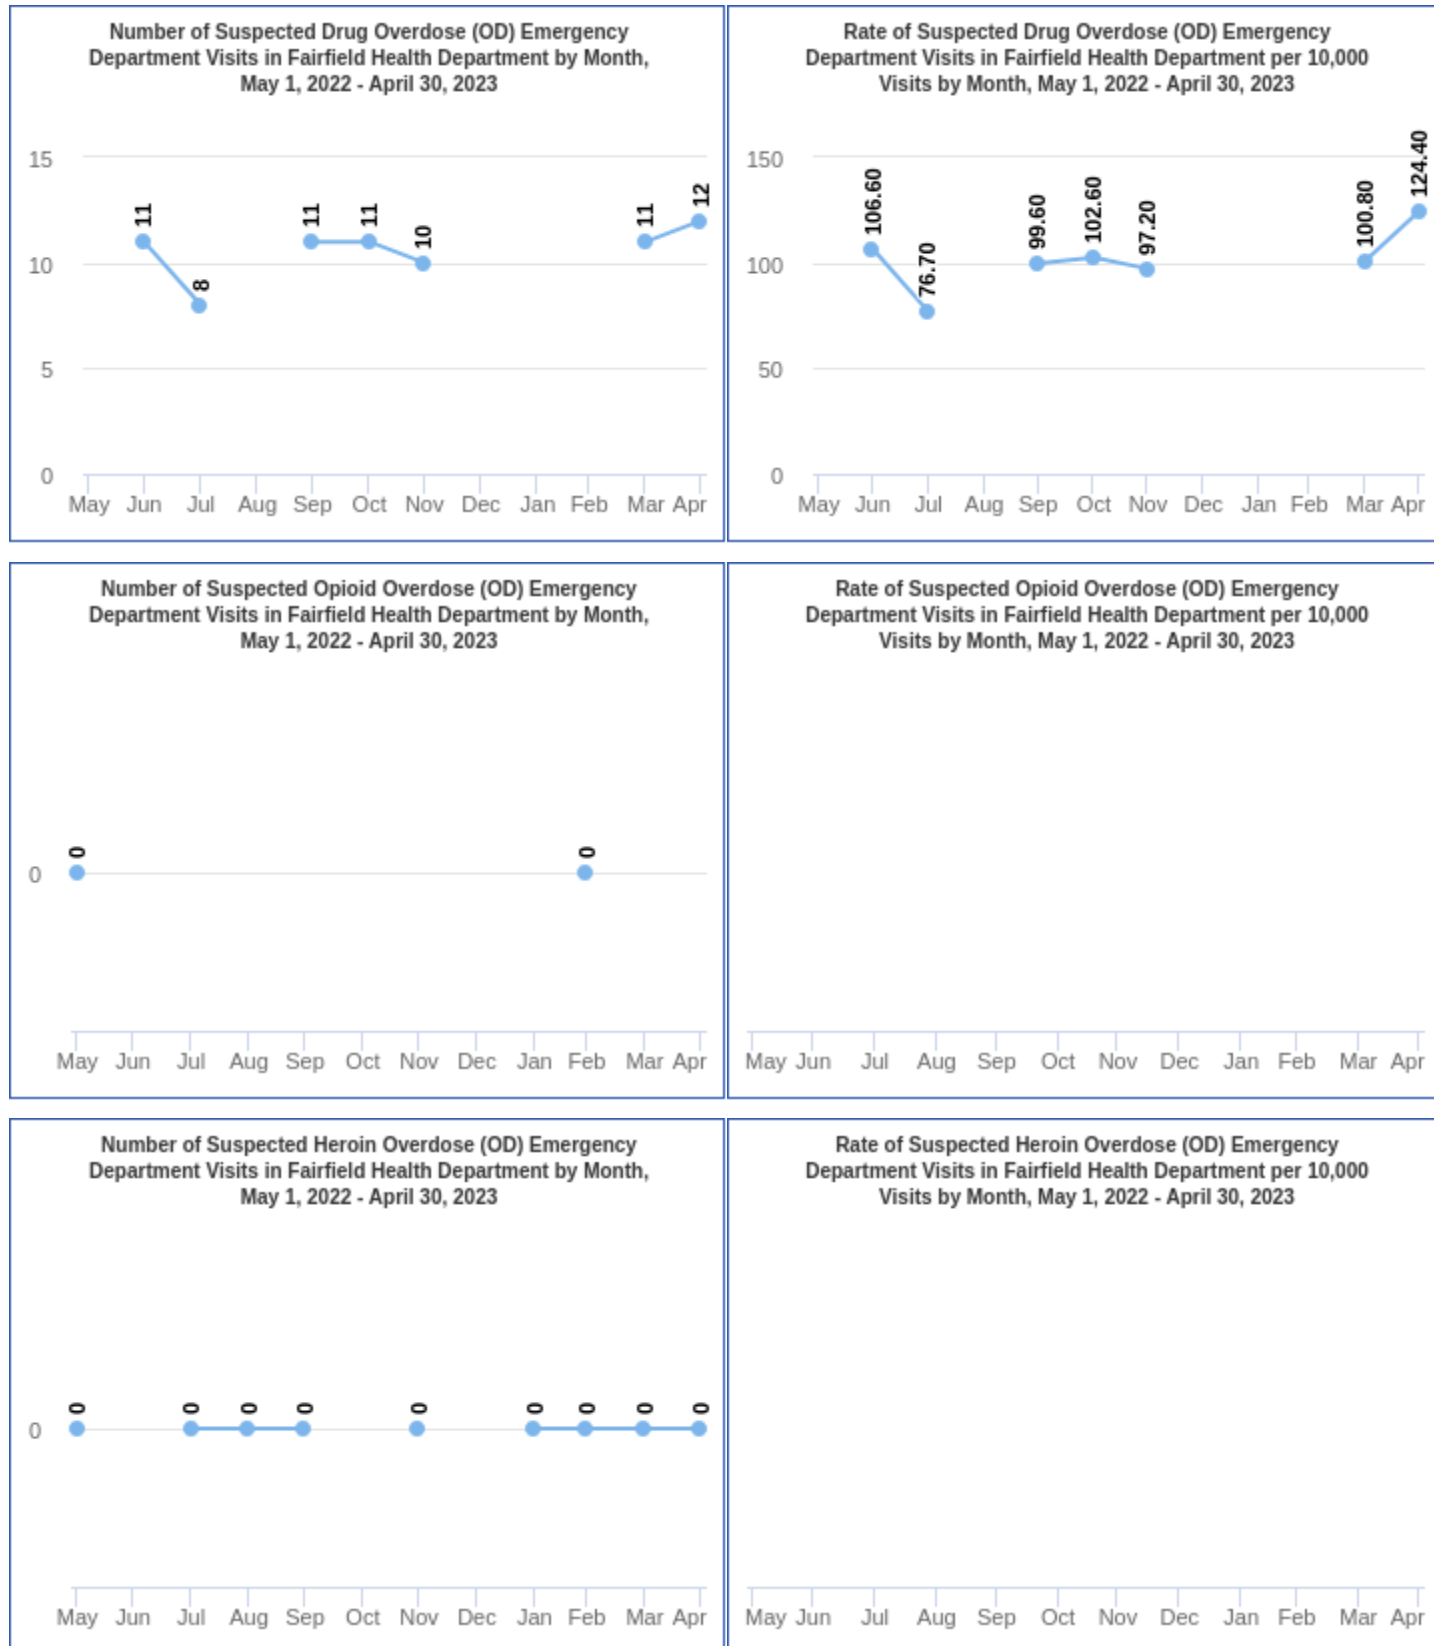 Number of Suspected Drug Overdose (OD) Emergency
Department Visits in Fairfield Health Department by Month,
May 1, 2022 - April 30, 2023
15
10
5
0
11
8
11
11
10
11
12
May Jun Jul Aug Sep Oct Nov Dec Jan Feb Mar Apr
Rate of Suspected Drug Overdose (OD) Emergency
Department Visits in Fairfield Health Department per 10,000
Visits by Month, May 1, 2022 - April 30, 2023
150
100
50
0
106.60
76.70
99.60
102.60
97.20
100.80
124.40
May Jun Jul Aug Sep Oct Nov Dec Jan Feb Mar Apr
Number of Suspected Opioid Overdose (OD) Emergency
Department Visits in Fairfield Health Department by Month,
May 1, 2022 - April 30, 2023
0
0
0
May Jun Jul Aug Sep Oct Nov Dec Jan Feb Mar Apr
Rate of Suspected Opioid Overdose (OD) Emergency
Department Visits in Fairfield Health Department per 10,000
Visits by Month, May 1, 2022 - April 30, 2023
May Jun Jul Aug Sep Oct Nov Dec Jan Feb Mar Apr
Number of Suspected Heroin Overdose (OD) Emergency
Department Visits in Fairfield Health Department by Month,
May 1, 2022 - April 30, 2023
0
0
0
0
0
0
0
0
0
0
May Jun Jul Aug Sep Oct Nov Dec Jan Feb Mar Apr
Rate of Suspected Heroin Overdose (OD) Emergency
Department Visits in Fairfield Health Department per 10,000
Visits by Month, May 1, 2022 - April 30, 2023
May Jun Jul Aug Sep Oct Nov Dec Jan Feb Mar Apr